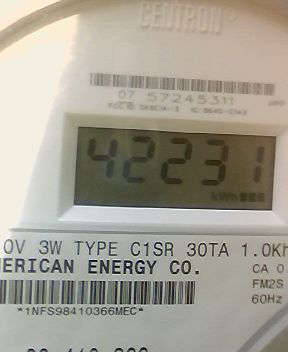 CENTRON
07 57245311
42231
kWh
0V 3W TYPE C1SR 30TA 1.0Kh
MERICAN ENERGY CO.
CA 0.
FM2S
60Hz
*1NFS98410366MEC*